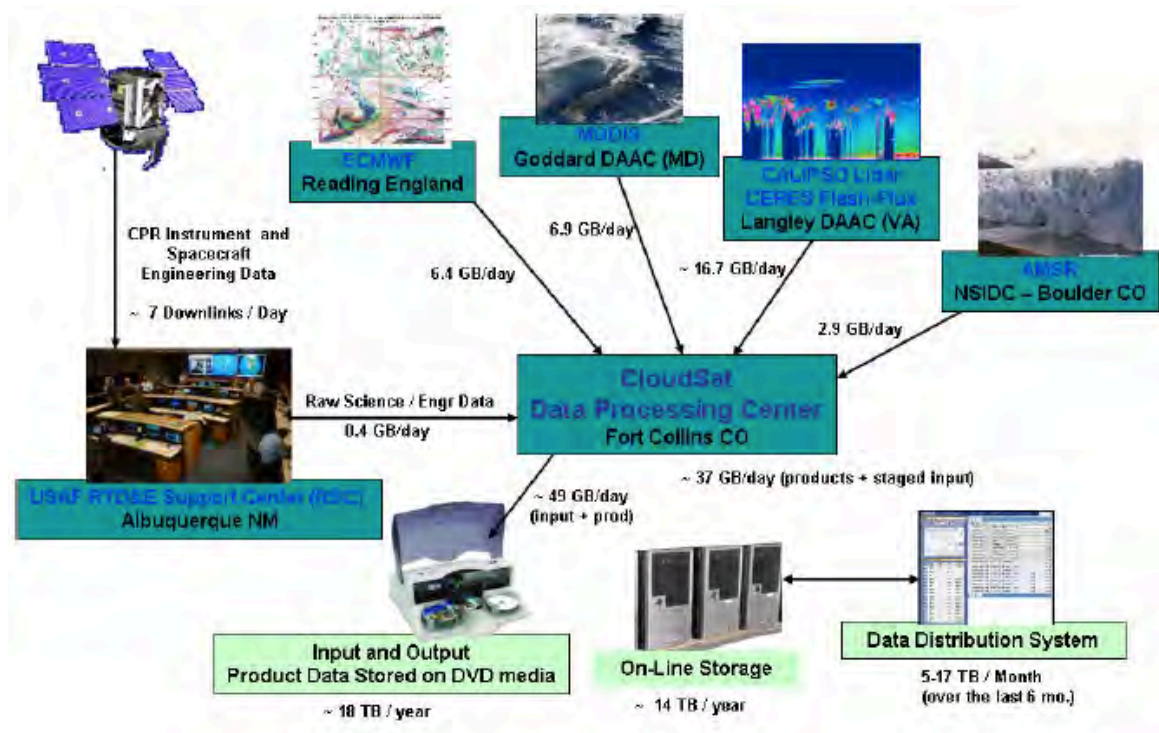 ECMWF
Reading England
MODIS
Goddard DAAC (MD)
CALIPSO Lidar
CERES Flash-Flux
Langley DAAC (VA)
AMSR
NSIDC – Boulder CO
CPR Instrument and
Spacecraft
Engineering Data
~ 7 Downlinks / Day
6.4 GB/day
6.9 GB/day
~ 16.7 GB/day
2.9 GB/day
CloudSat
Data Processing Center
Fort Collins CO
Raw Science / Engr Data
0.4 GB/day
USAF RTD&E Support Center (RSC)
Albuquerque NM
~ 49 GB/day
(input + prod)
~ 37 GB/day (products + staged input)
Input and Output
Product Data Stored on DVD media
~ 18 TB / year
On-Line Storage
~ 14 TB / year
Data Distribution System
5-17 TB / Month
(over the last 6 mo.)